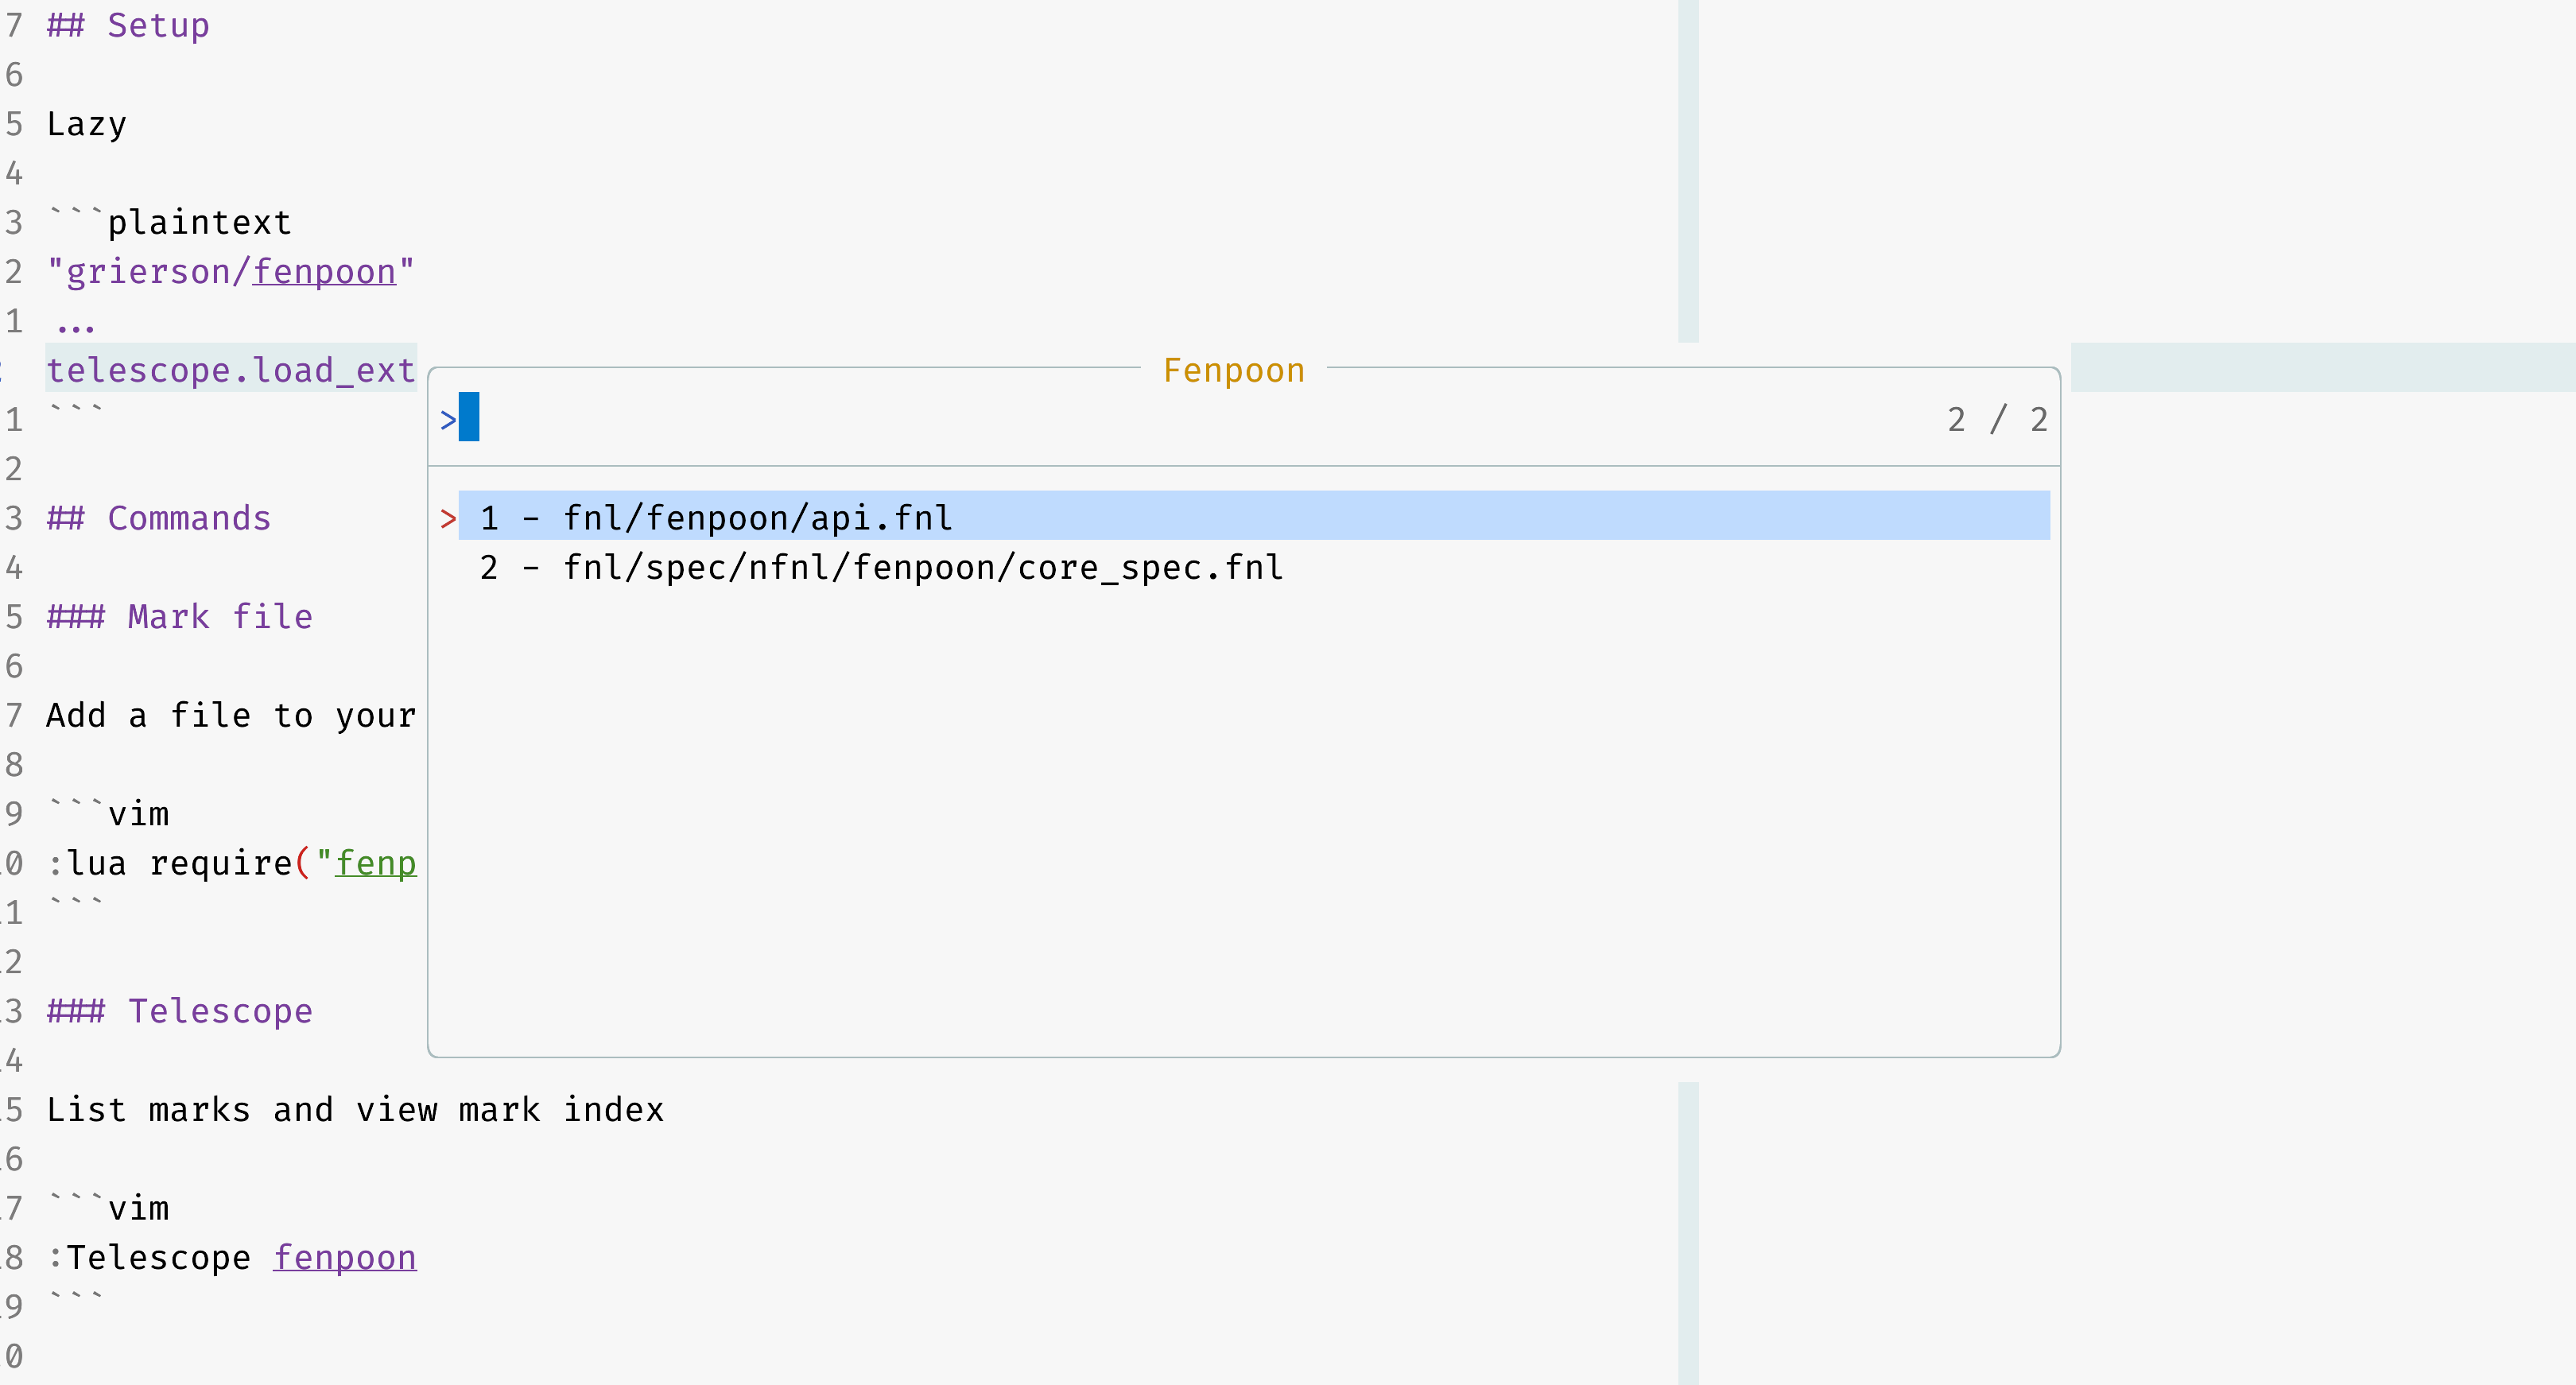 7 ## Setup
6
5 Lazy
4
3 ```plaintext
2 "grierson/fenpoon"
1 ...
telescope.load_ext
Fenpoon
1 ```
> 2 / 2
2
3 ## Commands
> 1 - fnl/fenpoon/api.fnl
4
2 - fnl/spec/nfnl/fenpoon/core_spec.fnl
5 ### Mark file
6
7 Add a file to your
8
9 ```vim
0 :lua require("fenp
1 ```
2
3 ### Telescope
4
5 List marks and view mark index
6
7 ```vim
8 :Telescope fenpoon
9 ```
0